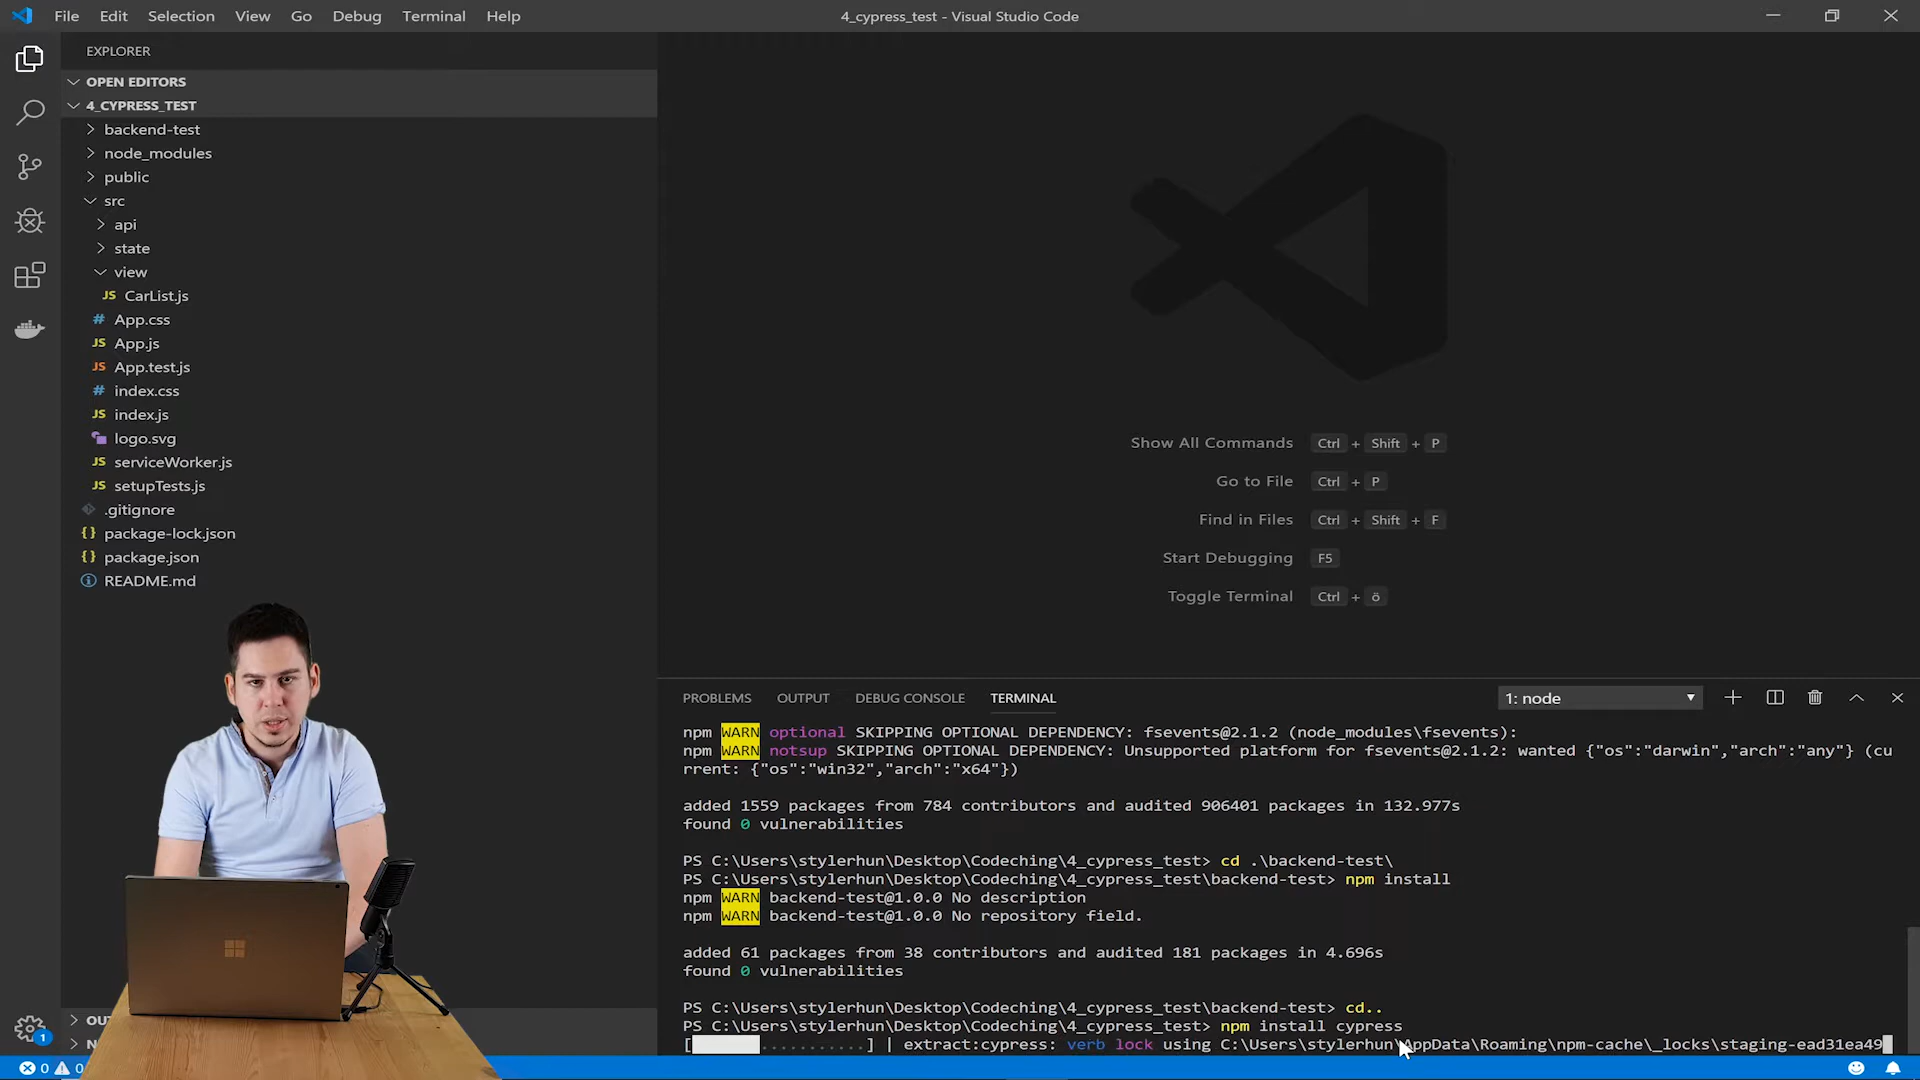 File Edit Selection View Go Debug Terminal Help
4_cypress_test - Visual Studio Code
EXPLORER
OPEN EDITORS
4_CYPRESS_TEST
backend-test
node_modules
public
src
api
state
view
JS CarList.js
# App.css
JS App.js
JS App.test.js
# index.css
JS index.js
logo.svg
JS serviceWorker.js
JS setupTests.js
.gitignore
{} package-lock.json
{} package.json
README.md
OU
N
1
0 0
Show All Commands Ctrl + Shift + P
Go to File Ctrl + P
Find in Files Ctrl + Shift + F
Start Debugging F5
Toggle Terminal Ctrl + ö
PROBLEMS OUTPUT DEBUG CONSOLE TERMINAL
1: node
npm WARN optional SKIPPING OPTIONAL DEPENDENCY: fsevents@2.1.2 (node_modules\fsevents):
npm WARN notsup SKIPPING OPTIONAL DEPENDENCY: Unsupported platform for fsevents@2.1.2: wanted {"os":"darwin","arch":"any"} (cu
rrent: {"os":"win32","arch":"x64"})
added 1559 packages from 784 contributors and audited 906401 packages in 132.977s
found 0 vulnerabilities
PS C:\Users\stylerhun\Desktop\Codeching\4_cypress_test> cd .\backend-test\
PS C:\Users\stylerhun\Desktop\Codeching\4_cypress_test\backend-test> npm install
npm WARN backend-test@1.0.0 No description
npm WARN backend-test@1.0.0 No repository field.
added 61 packages from 38 contributors and audited 181 packages in 4.696s
found 0 vulnerabilities
PS C:\Users\stylerhun\Desktop\Codeching\4_cypress_test\backend-test> cd..
PS C:\Users\stylerhun\Desktop\Codeching\4_cypress_test> npm install cypress
[...........] | extract:cypress: verb lock using C:\Users\stylerhun\AppData\Roaming\npm-cache\_locks\staging-ead31ea49